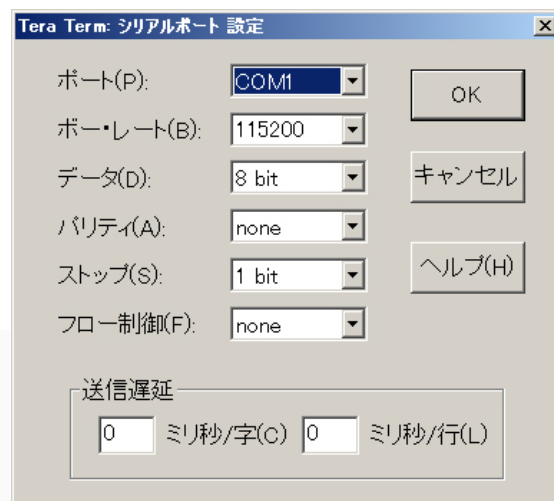 Tera Term: シリアルポート 設定
ポート(P): COM1
OK
ボー・レート(B): 115200
データ(D): 8 bit
キャンセル
パリティ(A): none
ストップ(S): 1 bit
ヘルプ(H)
フロー制御(F): none
送信遅延
0 ミリ秒/字(C) 0 ミリ秒/行(L)